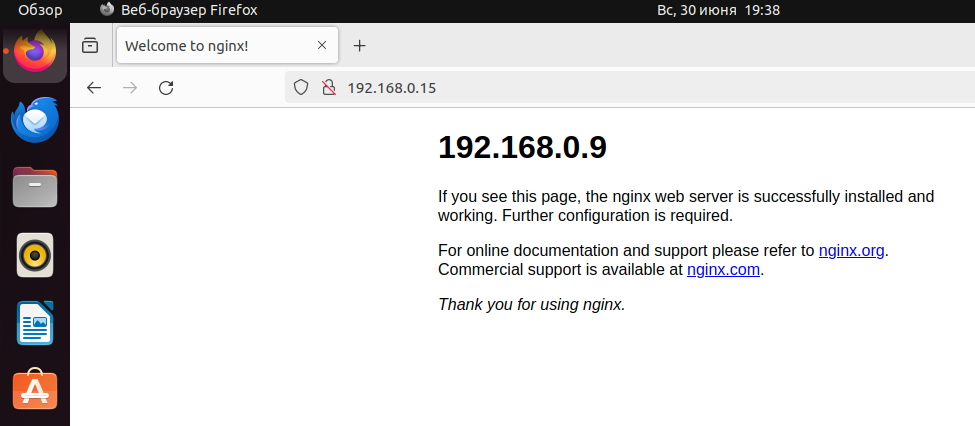 Обзор
Веб-браузер Firefox
Вс, 30 июня 19:38
Welcome to nginx!
192.168.0.15
192.168.0.9
If you see this page, the nginx web server is successfully installed and
working. Further configuration is required.
For online documentation and support please refer to nginx.org.
Commercial support is available at nginx.com.
Thank you for using nginx.